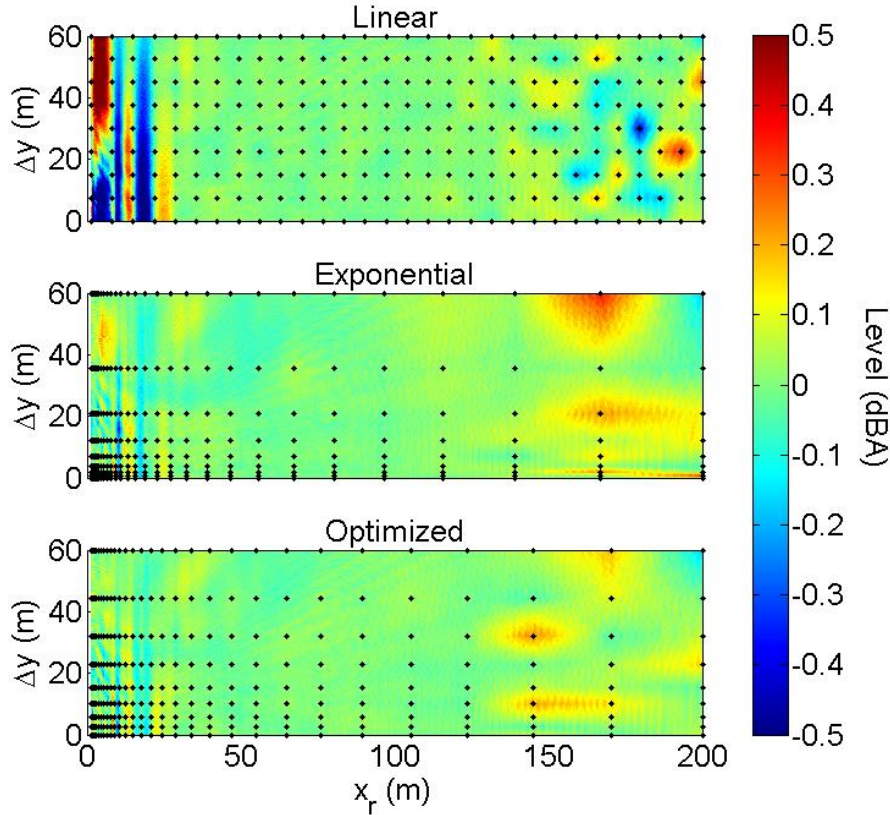 Linear
60
40
20
0
Δy (m)
Exponential
60
40
20
0
Δy (m)
Optimized
60
40
20
0
Δy (m)
0 50 100 150 200
x_r (m)
0.5
0.4
0.3
0.2
0.1
0
-0.1
-0.2
-0.3
-0.4
-0.5
Level (dBA)